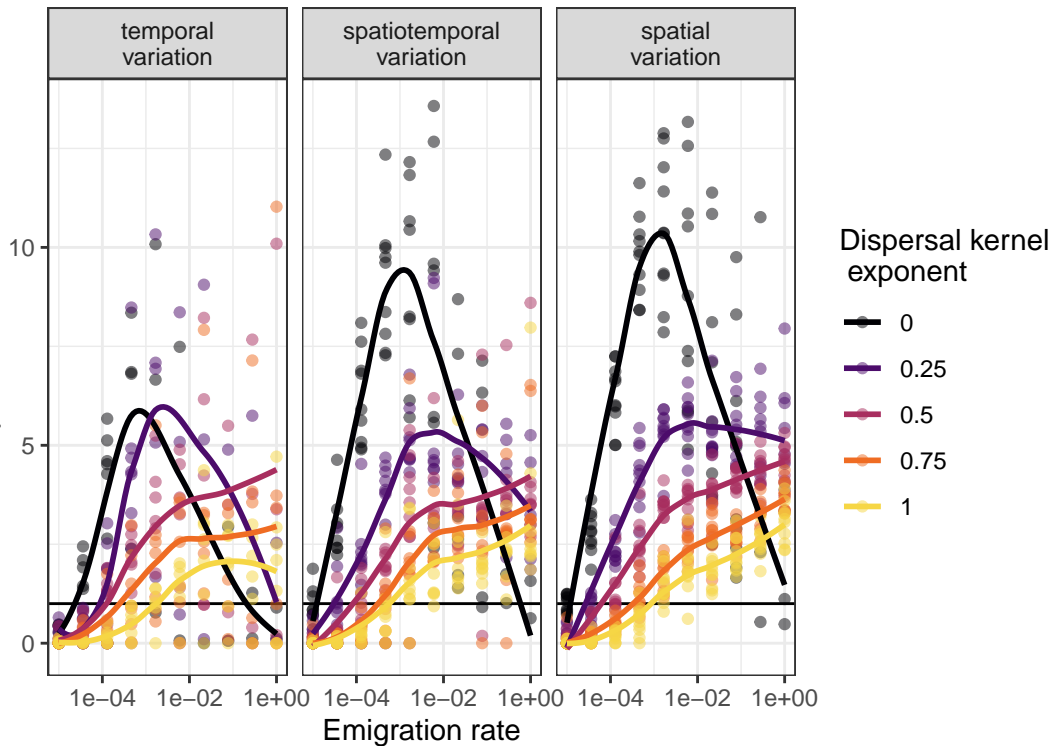 temporal
variation
spatiotemporal
variation
spatial
variation
10
5
0
1e−04 1e−02 1e+00
1e−04 1e−02 1e+00
1e−04 1e−02 1e+00
Emigration rate
Dispersal kernel
exponent
0
0.25
0.5
0.75
1